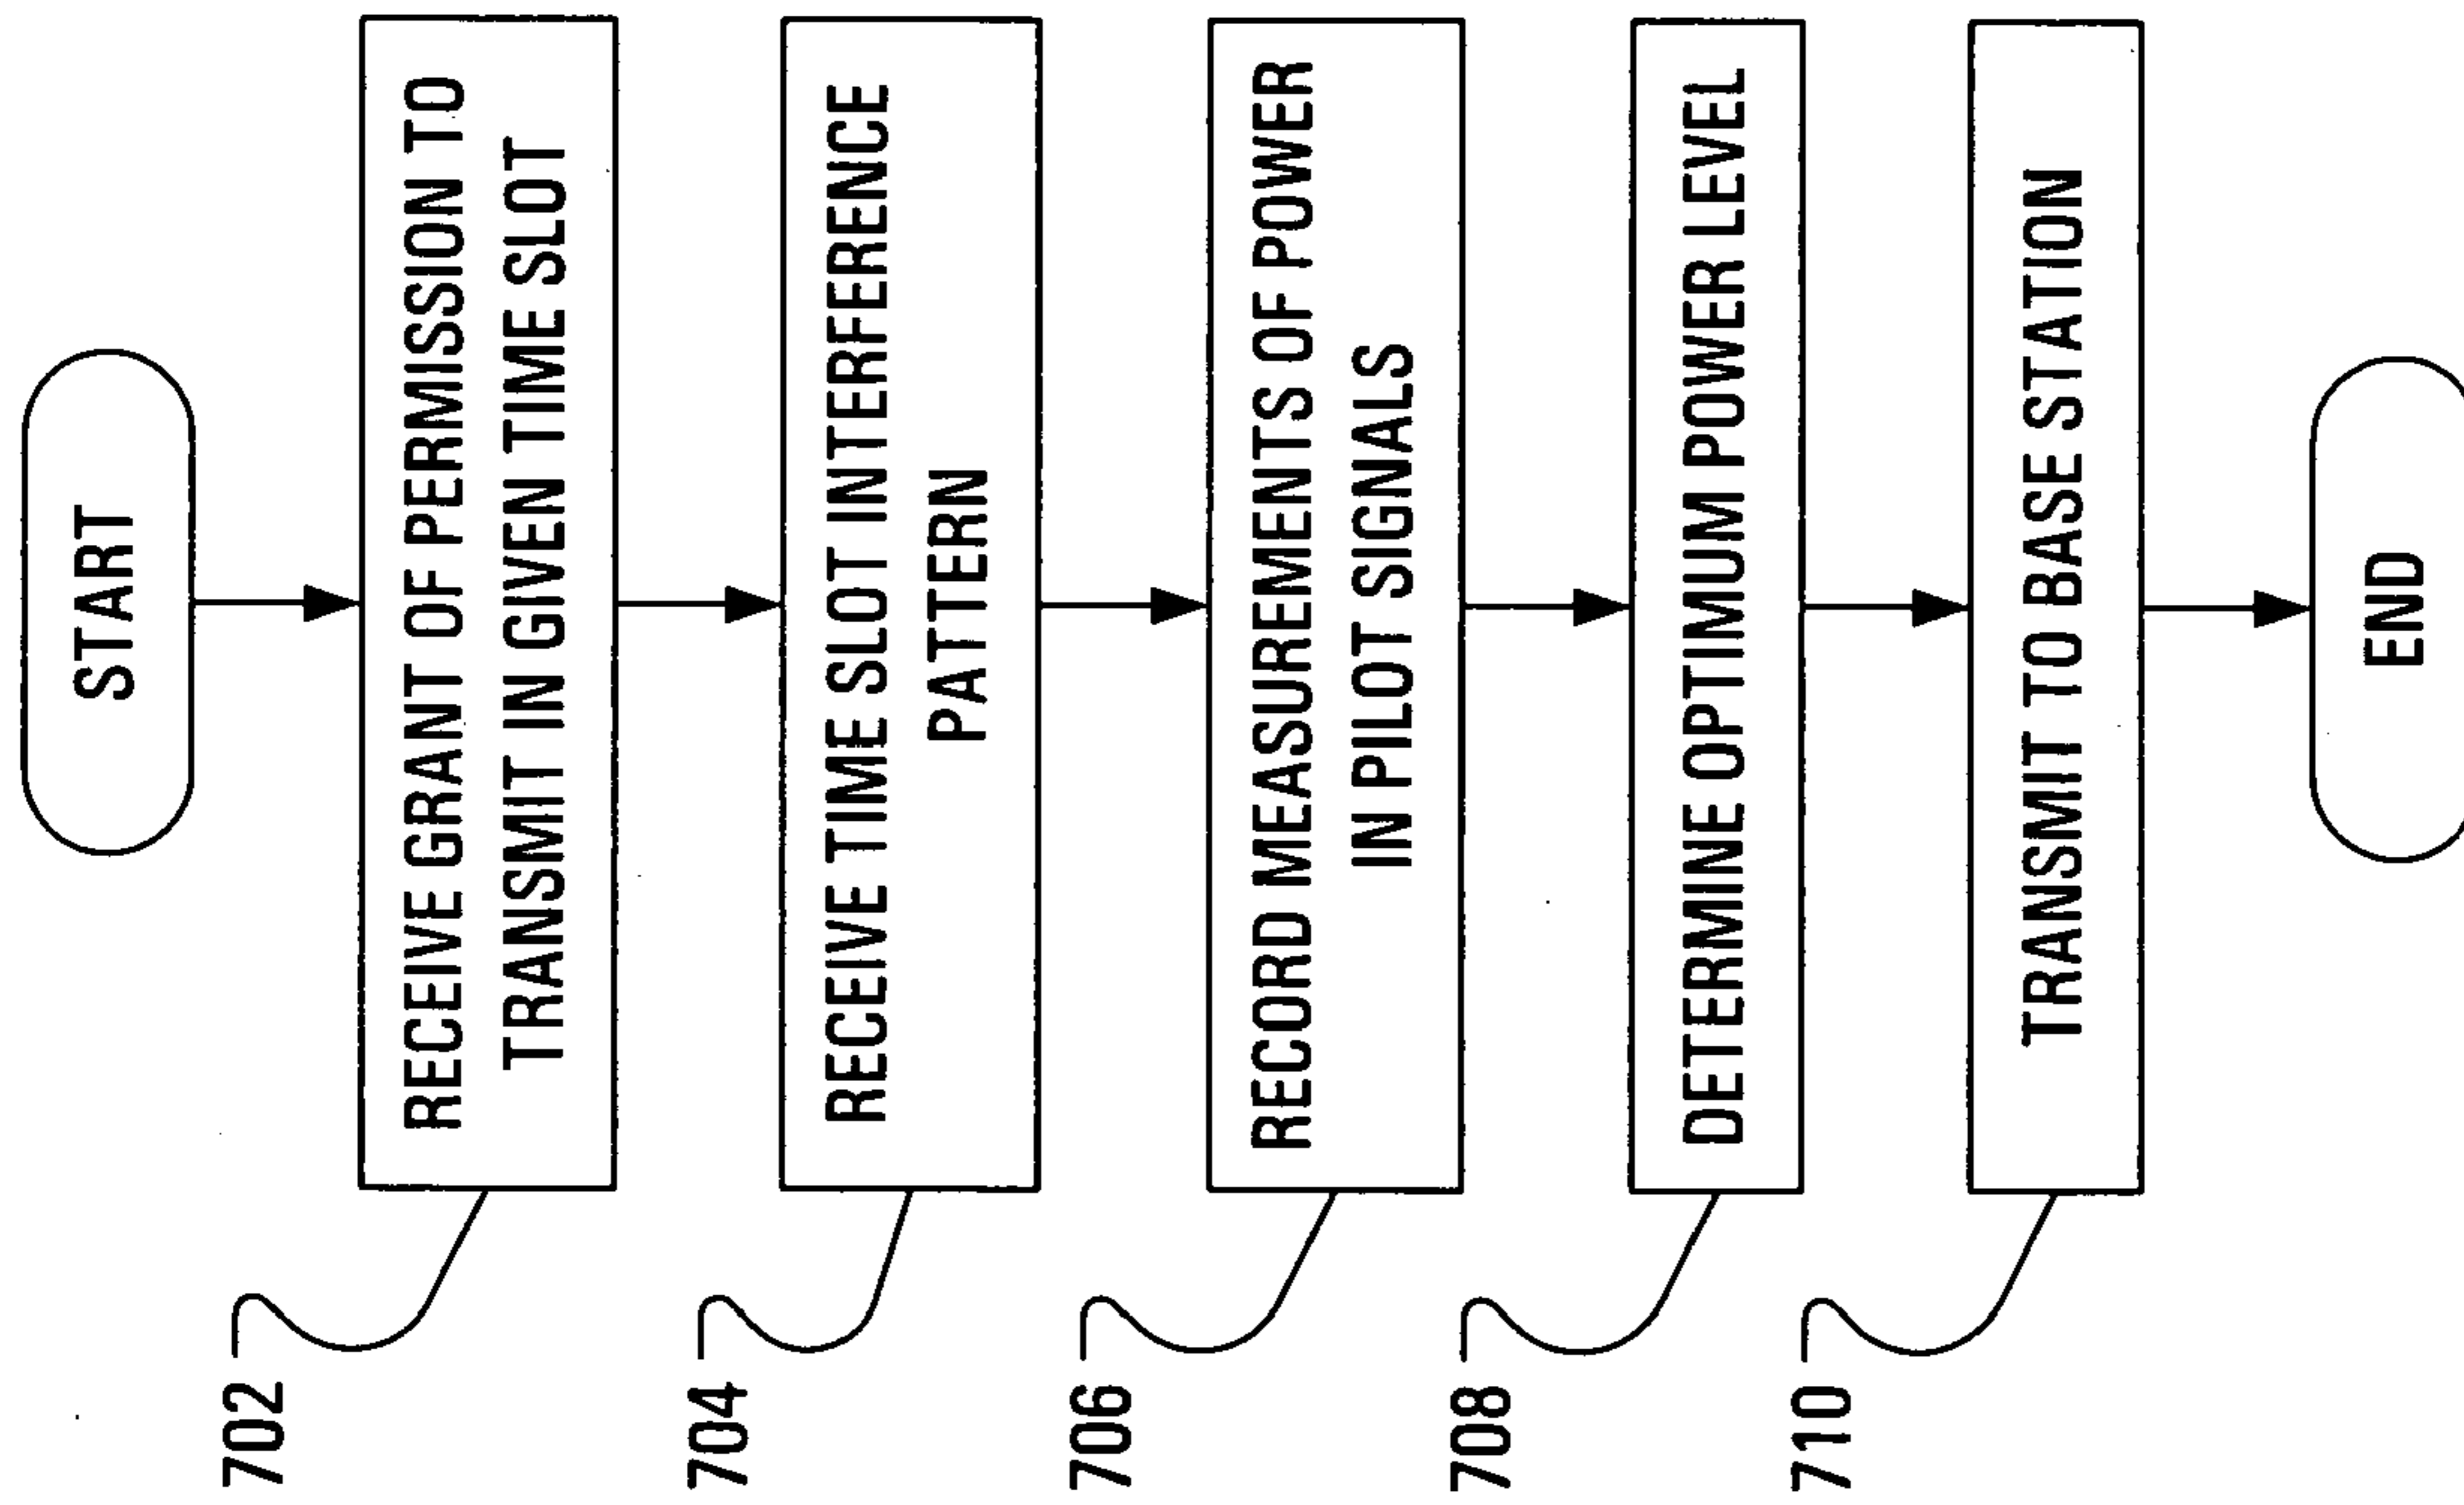 START
702
RECEIVE GRANT OF PERMISSION TO
TRANSMIT IN GIVEN TIME SLOT
704
RECEIVE TIME SLOT INTERFERENCE
PATTERN
706
RECORD MEASUREMENTS OF POWER
IN PILOT SIGNALS
708
DETERMINE OPTIMUM POWER LEVEL
710
TRANSMIT TO BASE STATION
END